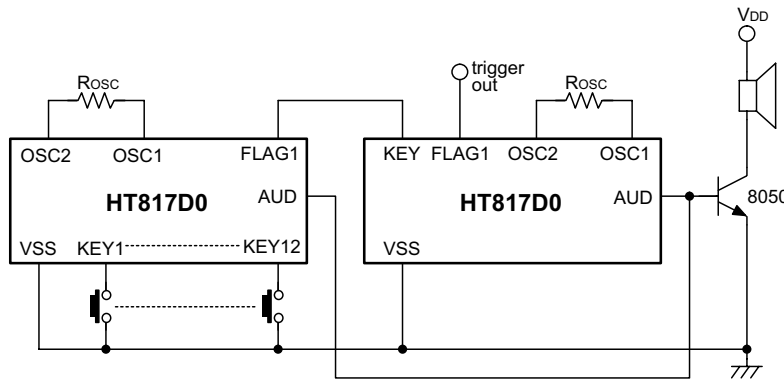 VDD
ROSC
trigger
out
ROSC
OSC2 OSC1 FLAG1
KEY FLAG1 OSC2 OSC1
HT817D0 AUD
HT817D0 AUD
8050
VSS KEY1 KEY12
VSS